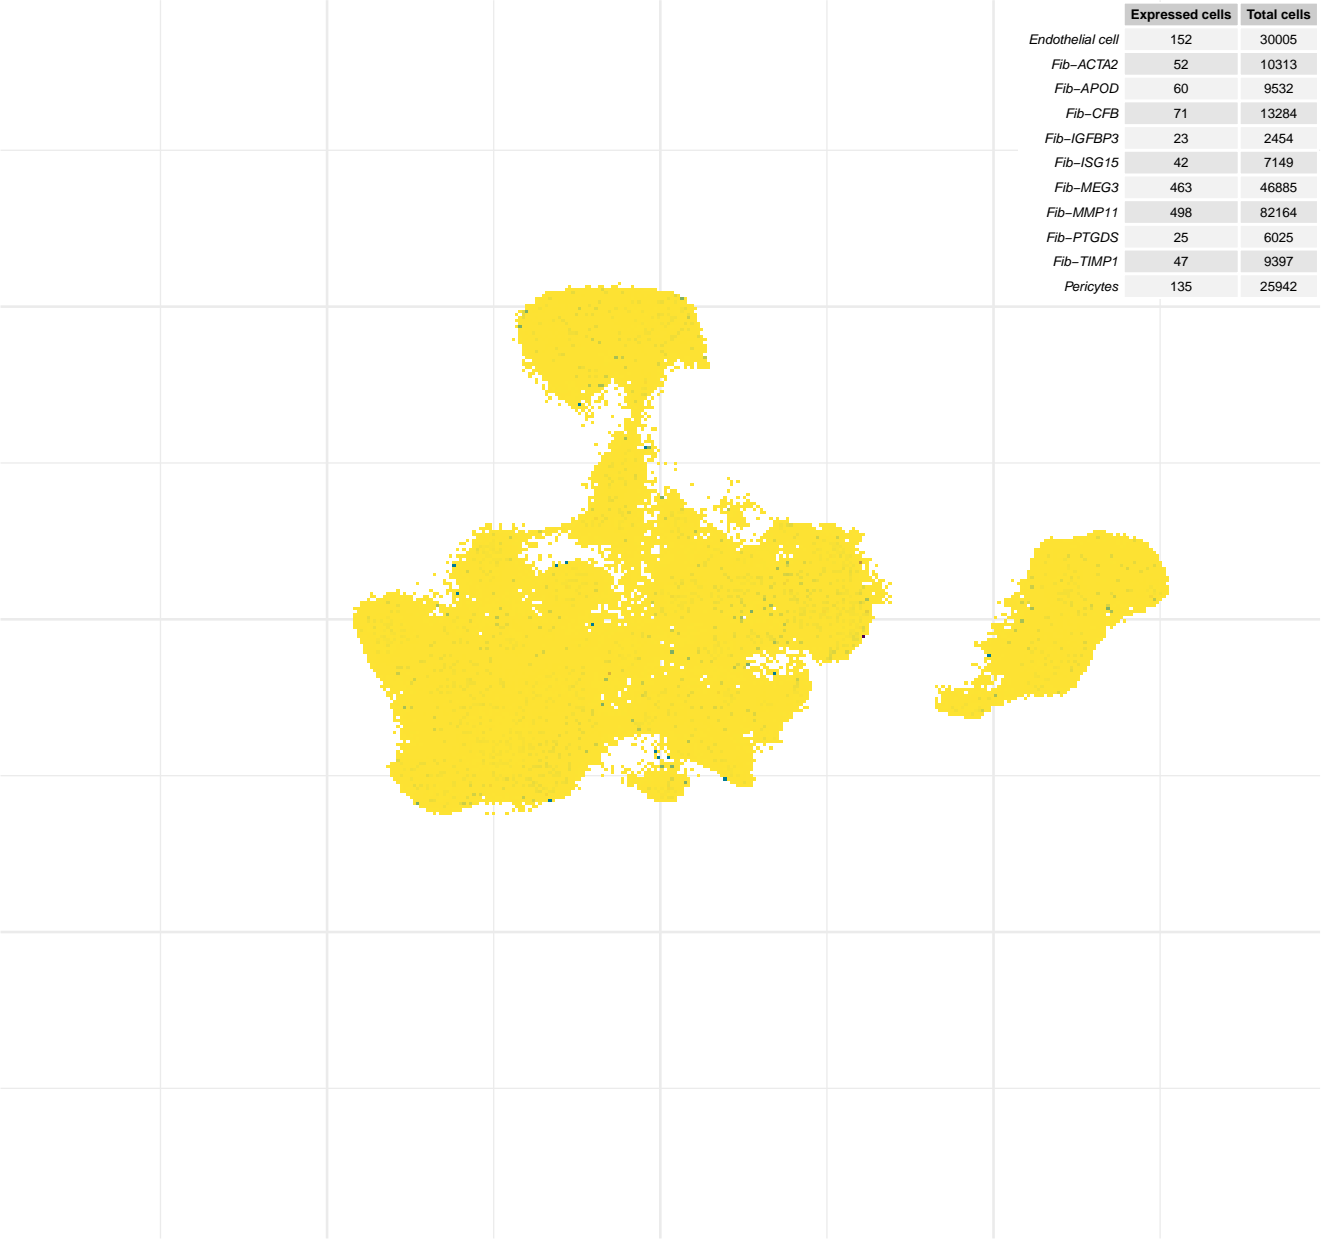 Expressed cells Total cells
Endothelial cell 152 30005
Fib−ACTA2 52 10313
Fib−APOD 60 9532
Fib−CFB 71 13284
Fib−IGFBP3 23 2454
Fib−ISG15 42 7149
Fib−MEG3 463 46885
Fib−MMP11 498 82164
Fib−PTGDS 25 6025
Fib−TIMP1 47 9397
Pericytes 135 25942